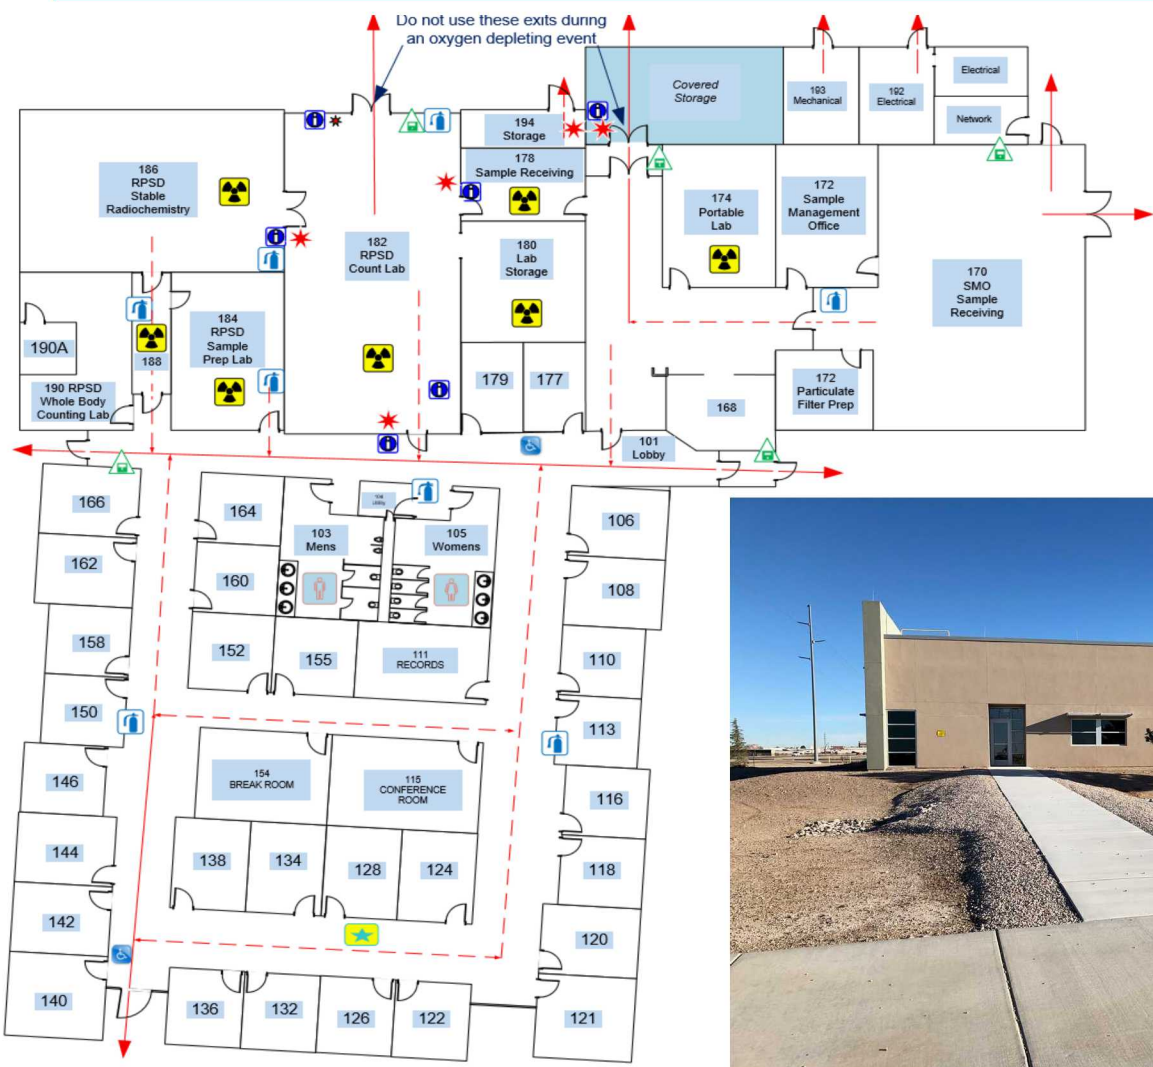 Do not use these exits during
an oxygen depleting event
Covered
Storage
193
Mechanical
192
Electrical
Electrical
Network
194
Storage
178
Sample Receiving
186
RPSD
Stable
Radiochemistry
182
RPSD
Count Lab
180
Lab
Storage
174
Portable
Lab
172
Sample
Management
Office
170
SMO
Sample
Receiving
190A
188
184
RPSD
Sample
Prep Lab
190 RPSD
Whole Body
Counting Lab
179
177
168
172
Particulate
Filter Prep
101
Lobby
166
164
103
Mens
105
Womens
106
162
160
108
158
152
155
111
RECORDS
110
150
113
146
154
BREAK ROOM
115
CONFERENCE
ROOM
116
144
138
134
128
124
118
142
120
140
136
132
126
122
121